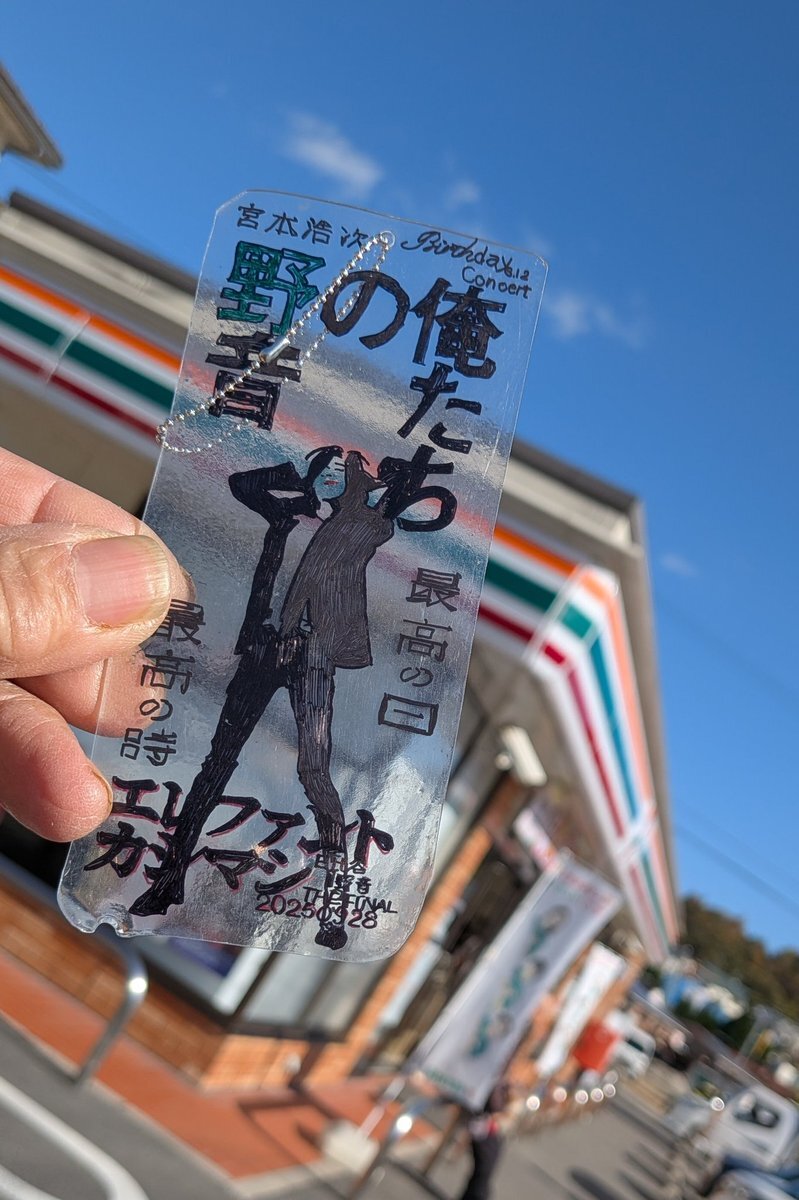 宮本浩次
Birthday 6.12
Concert
俺たち
の
野音
最高の日
最高の時
エレファント
カシマシ
日比谷
野音
THE FINAL
20250928